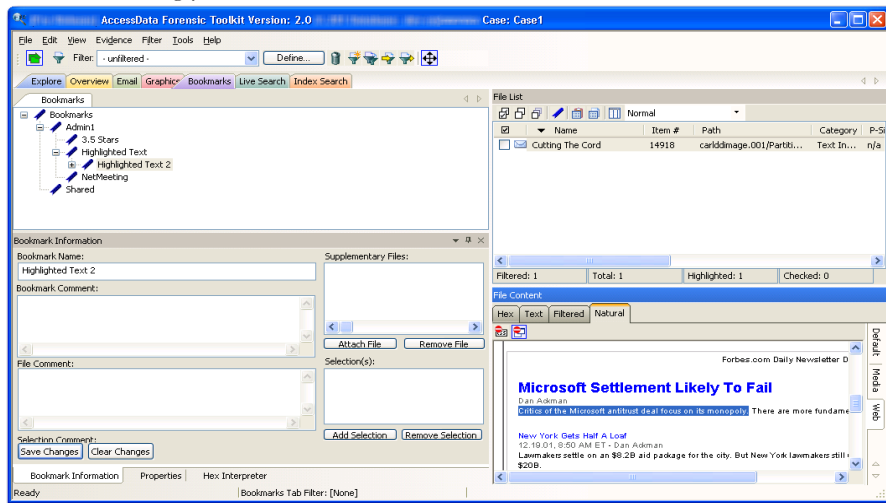 AccessData Forensic Toolkit Version: 2.0 Case: Case1
File Edit View Evidence Filter Tools Help
Filter: - unfiltered - Define...
Explore Overview Email Graphics Bookmarks Live Search Index Search
Bookmarks
Bookmarks
Admin1
3.5 Stars
Highlighted Text
Highlighted Text 2
NetMeeting
Shared
File List
Normal
Name Item # Path Category P-Si
Cutting The Cord 14918 carlddimage.001/Partiti... Text In... n/a
Filtered: 1 Total: 1 Highlighted: 1 Checked: 0
Bookmark Information
Bookmark Name:
Highlighted Text 2
Bookmark Comment:
File Comment:
Selection Comment:
Save Changes Clear Changes
Supplementary Files:
Attach File Remove File
Selection(s):
Add Selection Remove Selection
Bookmark Information Properties Hex Interpreter
File Content
Hex Text Filtered Natural
Forbes.com Daily Newsletter D
Microsoft Settlement Likely To Fail
Dan Ackman
Critics of the Microsoft antitrust deal focus on its monopoly. There are more fundame
New York Gets Half A Loaf
12.19.01, 8:50 AM ET - Dan Ackman
Lawmakers settle on an $8.2B aid package for the city. But New York lawmakers still
$20B.
Default
Media
Web
Ready Bookmarks Tab Filter: [None]